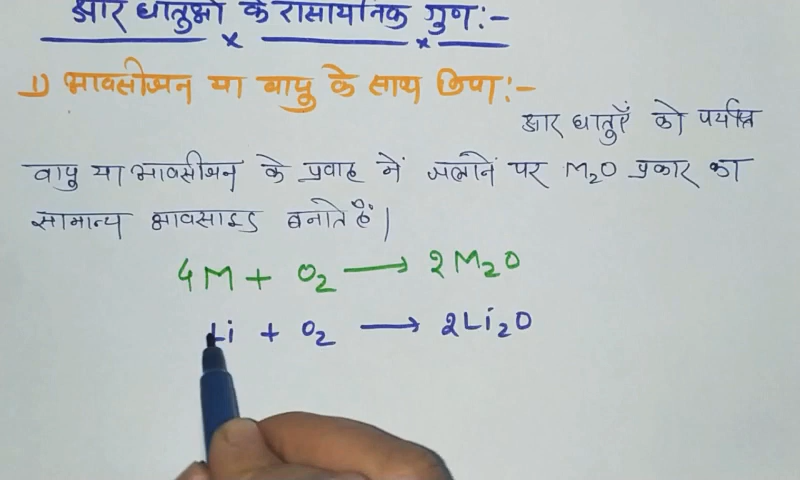 क्षार धातुओं के रासायनिक गुण:-
1) ऑक्सीजन या वायु के साथ क्रिया:-
क्षार धातुएँ को पर्याप्त
वायु या ऑक्सीजन के प्रवाह में जलाने पर M₂O प्रकार का
सामान्य ऑक्साइड बनाते हैं।
4M + O₂ → 2M₂O
Li + O₂ → 2Li₂O